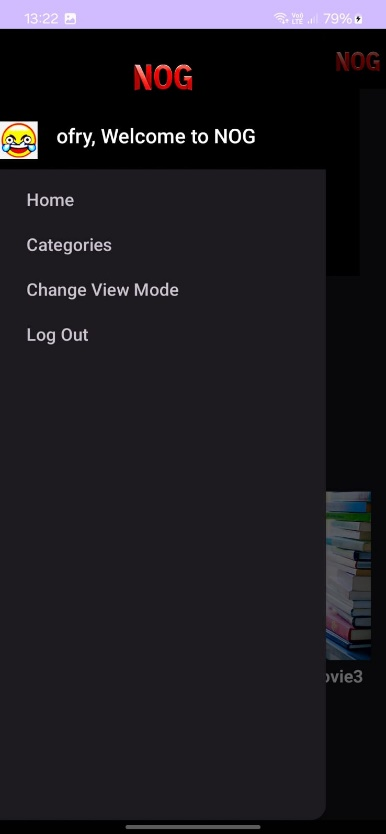 13:22 79%
NOG
NOG
ofry, Welcome to NOG
Home
Categories
Change View Mode
Log Out
ovie3